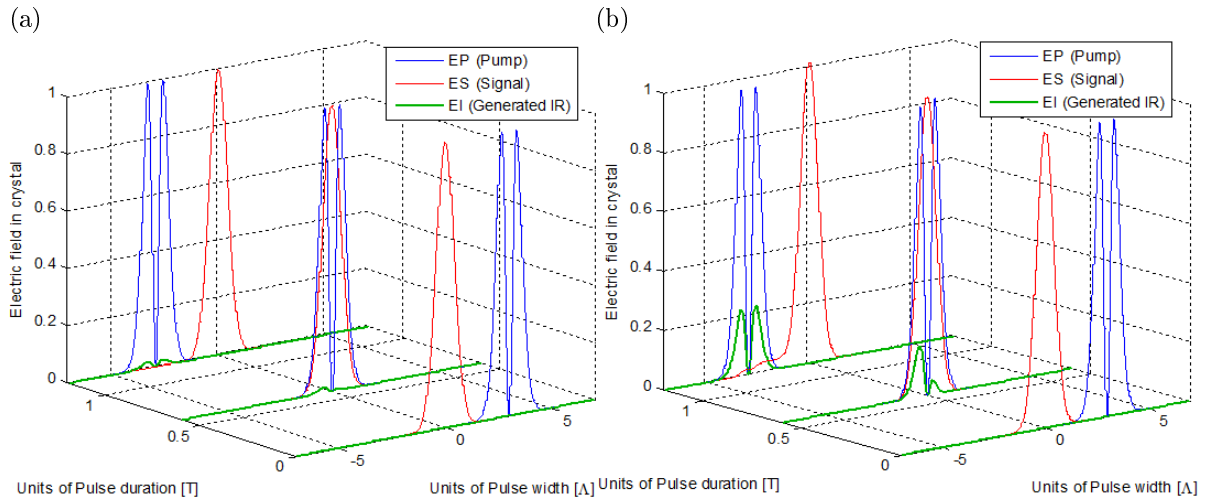 (a)
EP (Pump)
ES (Signal)
EI (Generated IR)
1
0.8
0.6
0.4
0.2
0
Electric field in crystal
1
0.5
0
-5
0
5
Units of Pulse duration [T]
Units of Pulse width [Λ]
(b)
EP (Pump)
ES (Signal)
EI (Generated IR)
1
0.8
0.6
0.4
0.2
0
Electric field in crystal
1
0.5
0
-5
0
5
Units of Pulse duration [T]
Units of Pulse width [Λ]